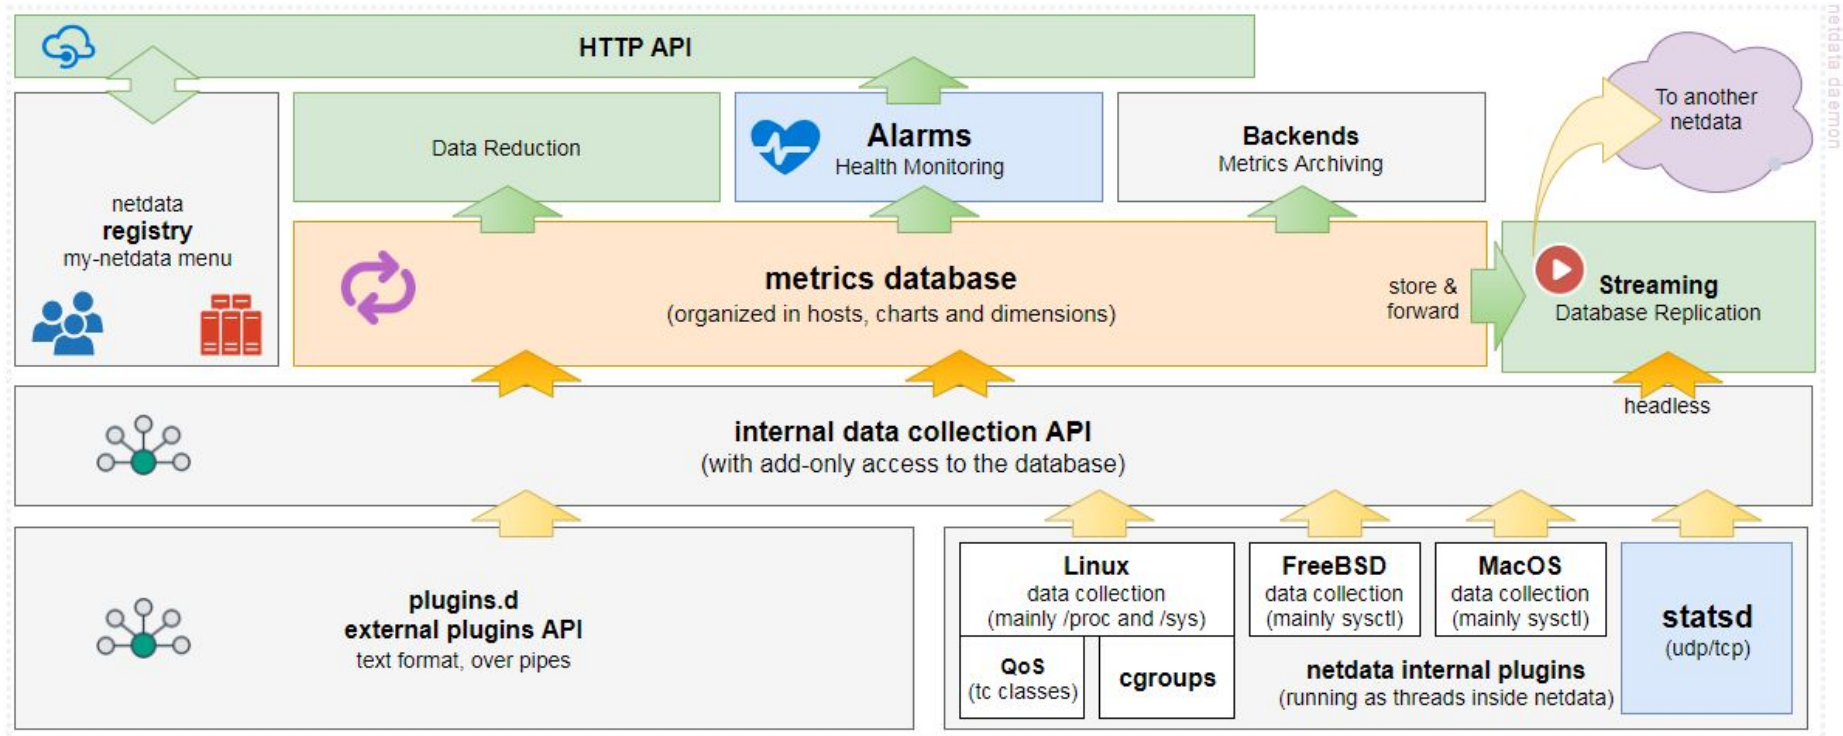 HTTP API
netdata daemon
To another
netdata
Data Reduction
Alarms
Health Monitoring
Backends
Metrics Archiving
netdata
registry
my-netdata menu
metrics database
(organized in hosts, charts and dimensions)
store &
forward
Streaming
Database Replication
headless
internal data collection API
(with add-only access to the database)
plugins.d
external plugins API
text format, over pipes
Linux
data collection
(mainly /proc and /sys)
QoS
(tc classes)
cgroups
FreeBSD
data collection
(mainly sysctl)
MacOS
data collection
(mainly sysctl)
netdata internal plugins
(running as threads inside netdata)
statsd
(udp/tcp)